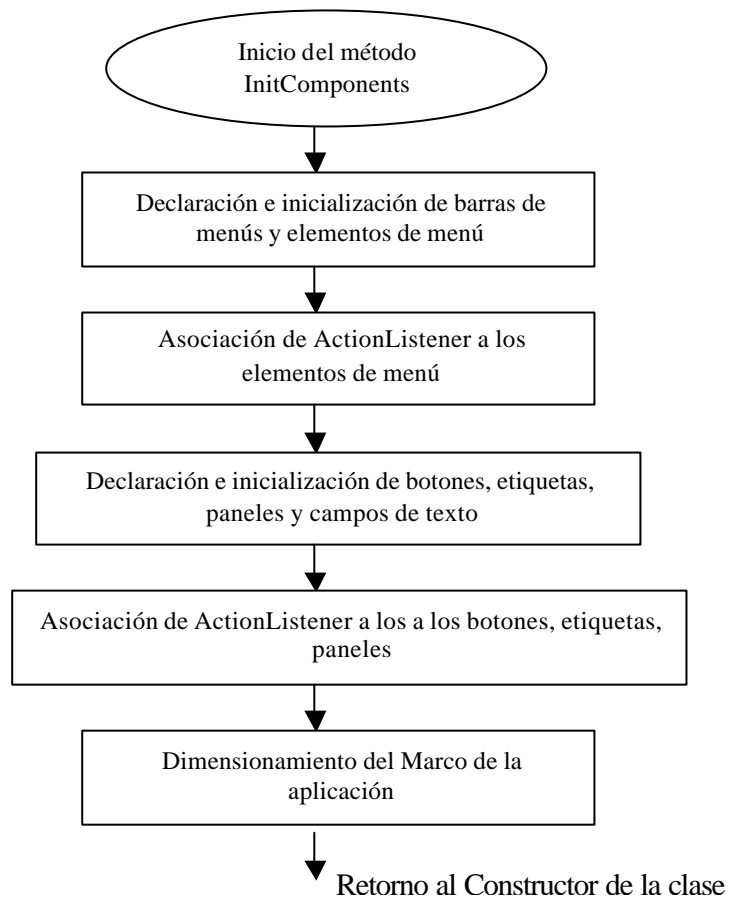 Inicio del método
InitComponents
Declaración e inicialización de barras de
menús y elementos de menú
Asociación de ActionListener a los
elementos de menú
Declaración e inicialización de botones, etiquetas,
paneles y campos de texto
Asociación de ActionListener a los a los botones, etiquetas,
paneles
Dimensionamiento del Marco de la
aplicación
Retorno al Constructor de la clase